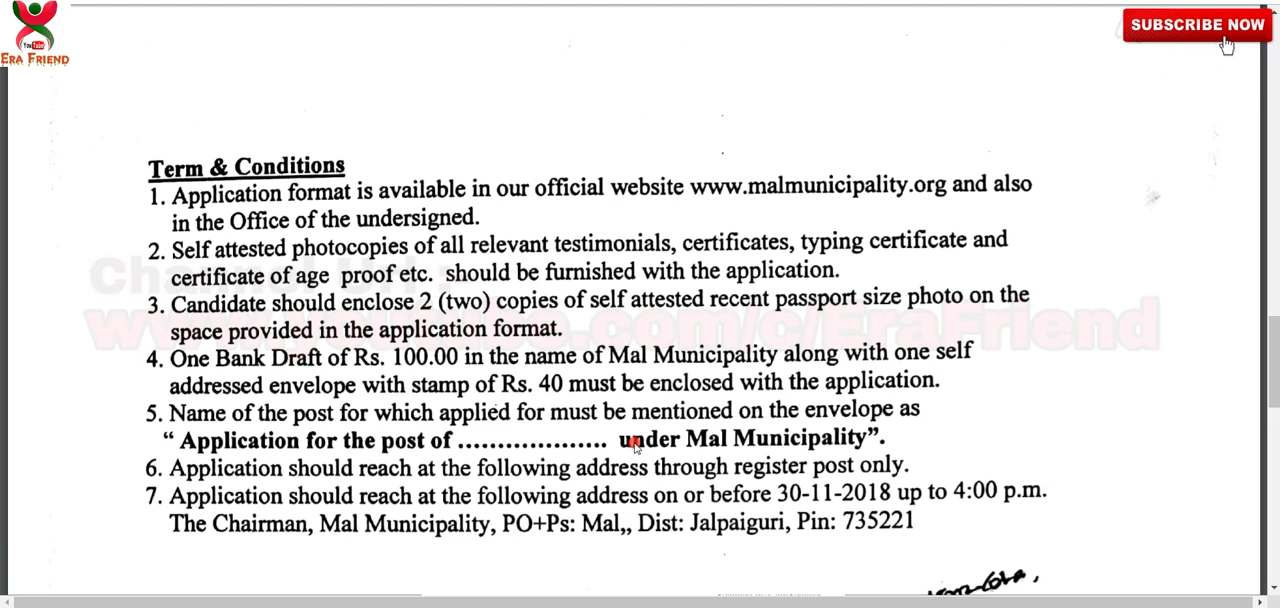 YouTube
ERA FRIEND
SUBSCRIBE NOW
Term & Conditions
1. Application format is available in our official website www.malmunicipality.org and also
in the Office of the undersigned.
2. Self attested photocopies of all relevant testimonials, certificates, typing certificate and
certificate of age proof etc. should be furnished with the application.
3. Candidate should enclose 2 (two) copies of self attested recent passport size photo on the
space provided in the application format.
4. One Bank Draft of Rs. 100.00 in the name of Mal Municipality along with one self
addressed envelope with stamp of Rs. 40 must be enclosed with the application.
5. Name of the post for which applied for must be mentioned on the envelope as
“ Application for the post of ................... under Mal Municipality”.
6. Application should reach at the following address through register post only.
7. Application should reach at the following address on or before 30-11-2018 up to 4:00 p.m.
The Chairman, Mal Municipality, PO+Ps: Mal,, Dist: Jalpaiguri, Pin: 735221